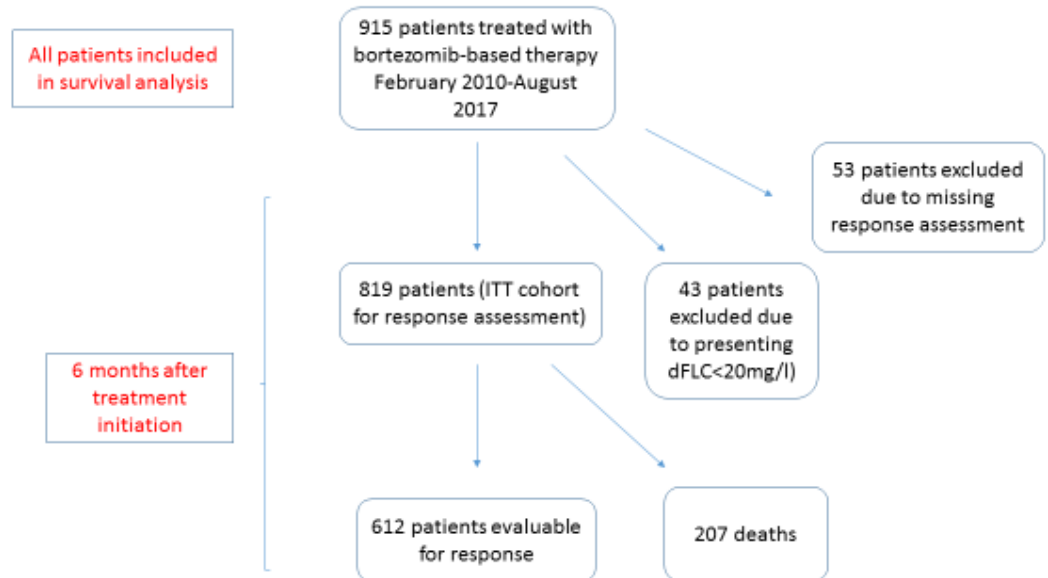 All patients included
in survival analysis
915 patients treated with
bortezomib-based therapy
February 2010-August
2017
53 patients excluded
due to missing
response assessment
819 patients (ITT cohort
for response assessment)
43 patients
excluded due
to presenting
dFLC<20mg/l)
6 months after
treatment
initiation
612 patients evaluable
for response
207 deaths